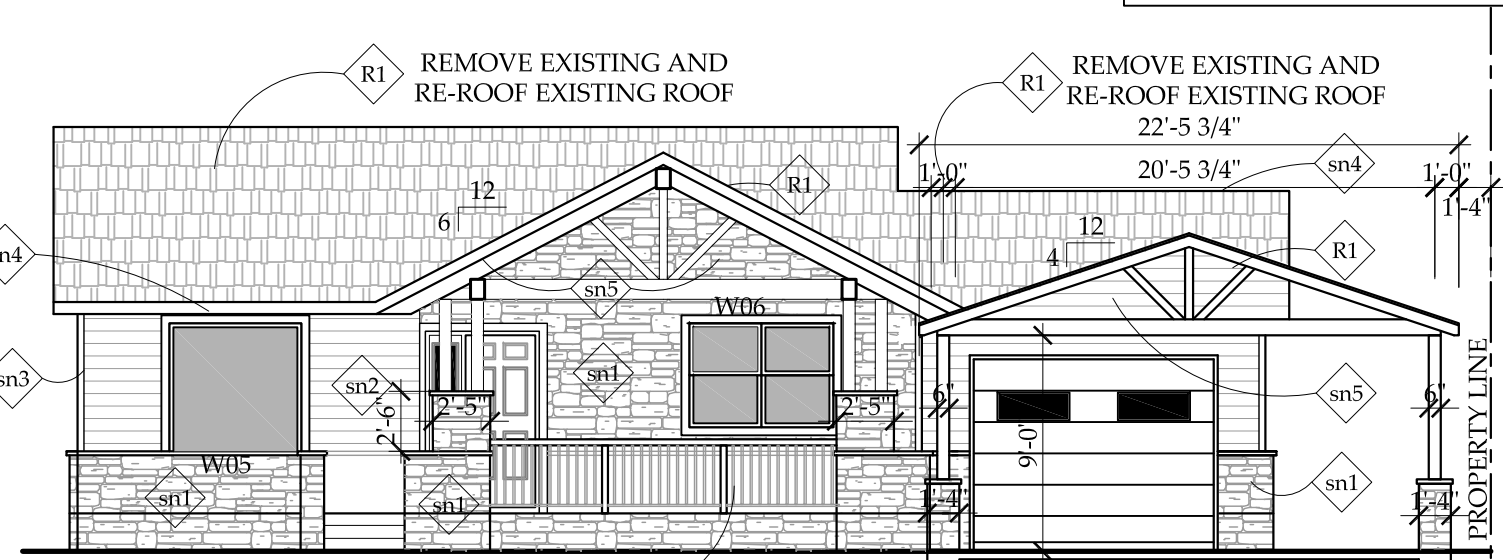 R1
REMOVE EXISTING AND
RE-ROOF EXISTING ROOF
R1
REMOVE EXISTING AND
RE-ROOF EXISTING ROOF
22'-5 3/4"
1'-0"
20'-5 3/4"
1'-0"
sn4
1'-4"
12
6
R1
12
4
R1
n4
sn5
W06
sn3
sn2
sn1
2'-6"
2'-5"
2'-5"
6"
sn5
6"
9'-0"
PROPERTY LINE
W05
sn1
sn1
1'-4"
sn1
1'-4"